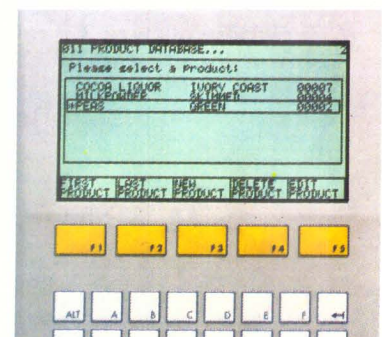 011 PRODUCT DATABASE... 2
Please select a product:
COCOA LIQUOR IVORY COAST 00007
MILKPOWDER SKIMMED 00004
PEAS GREEN 00002
FIRST LAST NEW DELETE EDIT
PRODUCT PRODUCT PRODUCT PRODUCT PRODUCT
F1 F2 F3 F4 F5
ALT A B C D E F